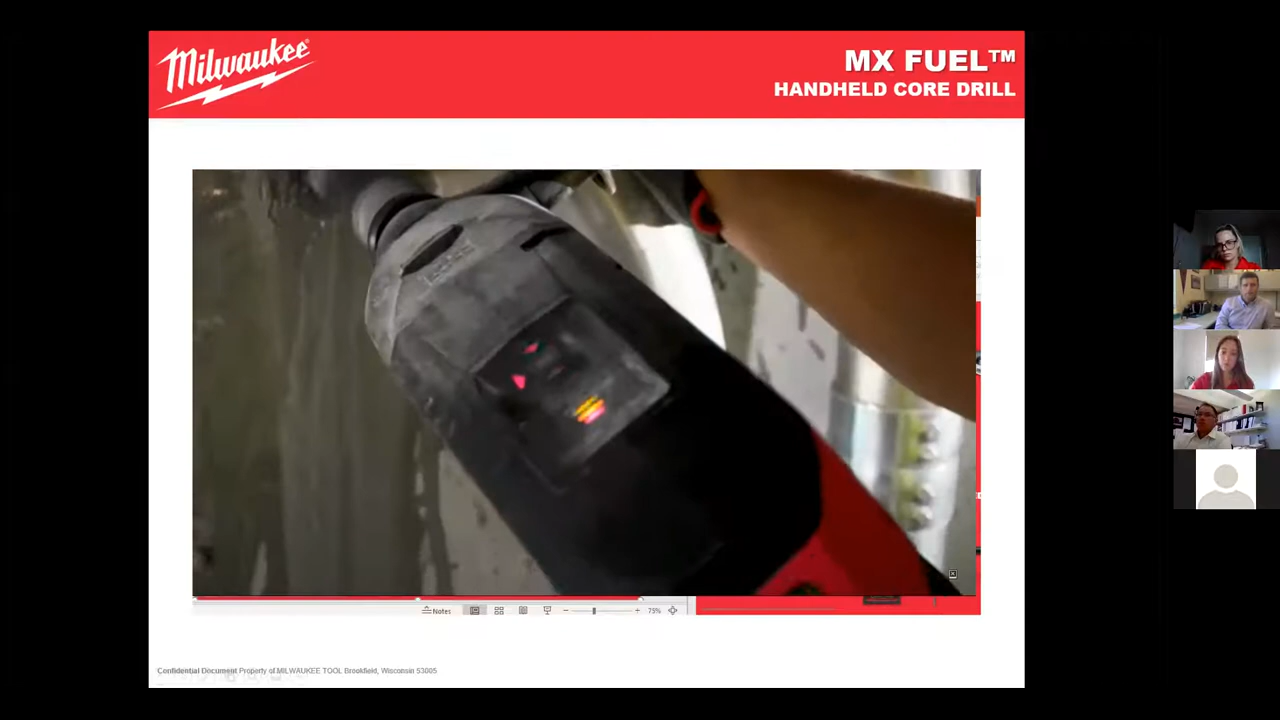 Milwaukee
MX FUEL™
HANDHELD CORE DRILL
Notes
75%
Confidential Document Property of MILWAUKEE TOOL Brookfield, Wisconsin 53005